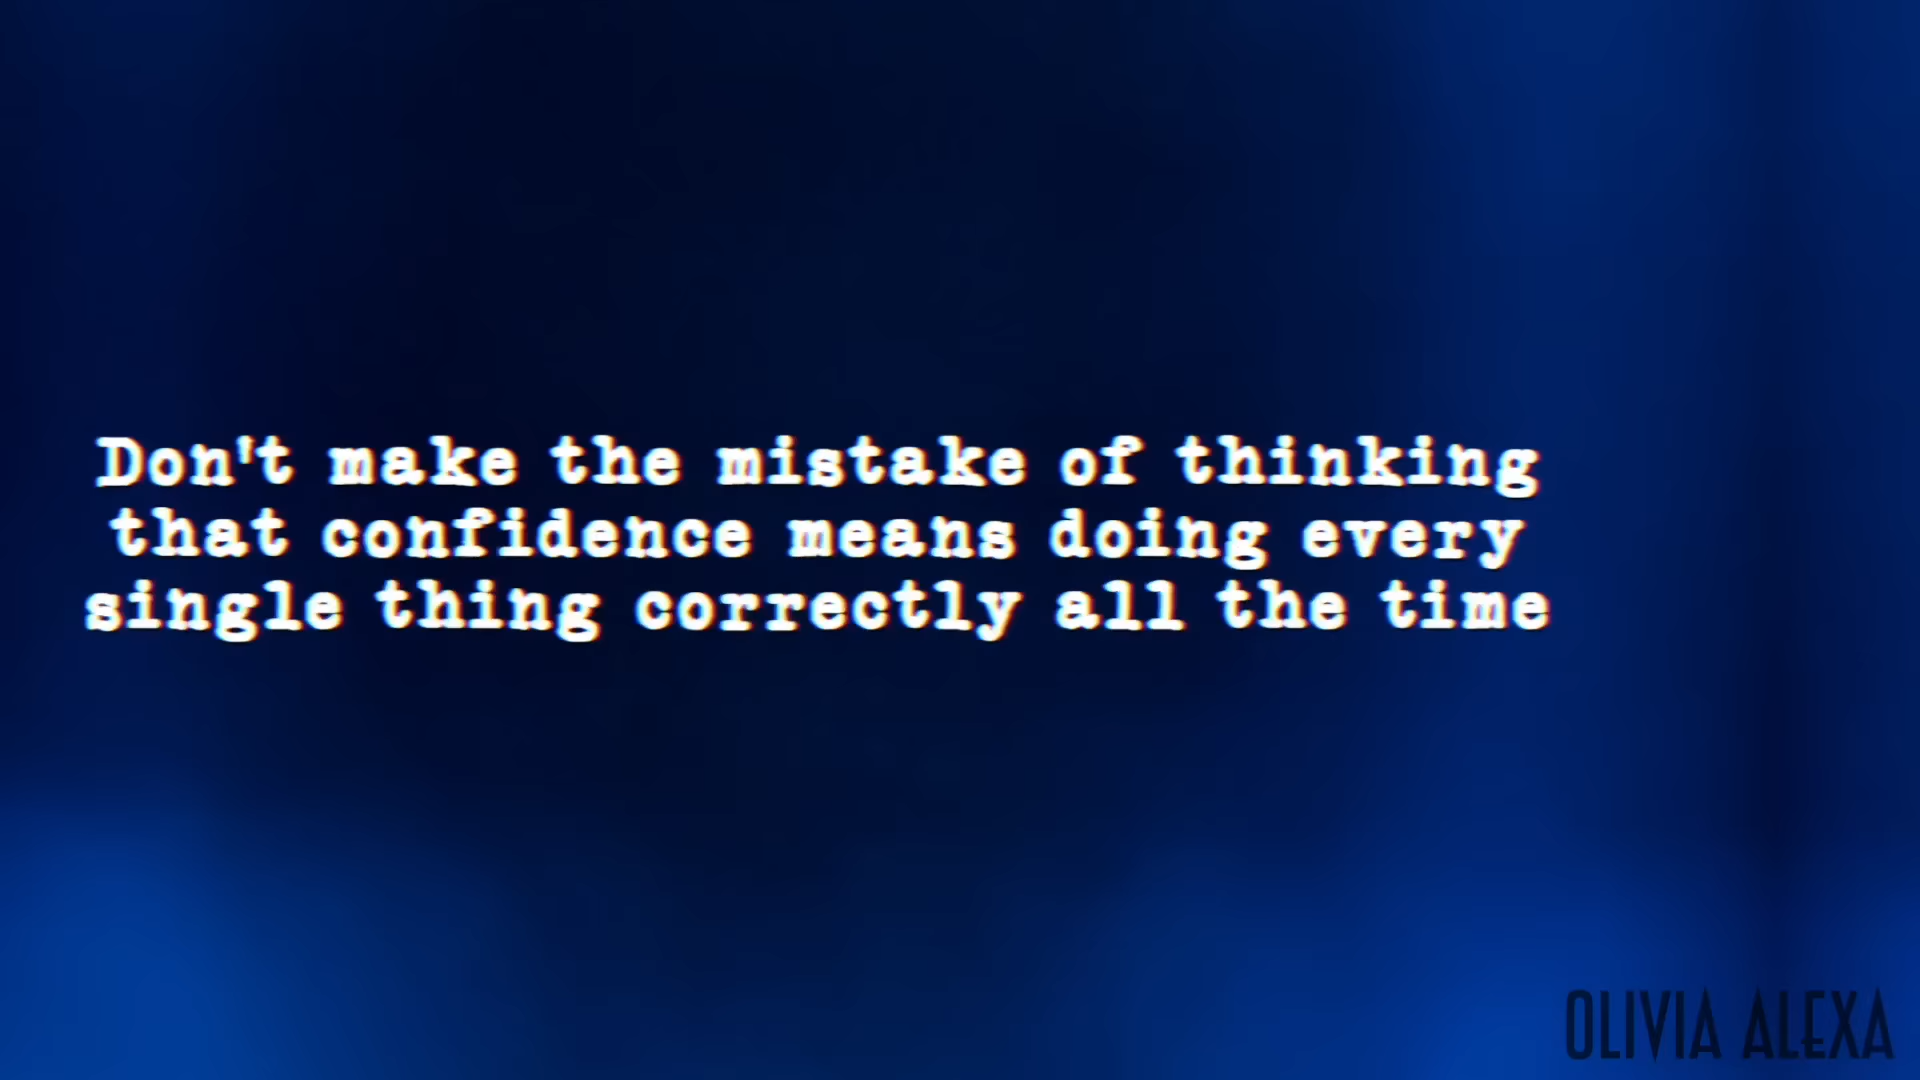 Don't make the mistake of thinking
that confidence means doing every
single thing correctly all the time
OLIVIA ALEXA